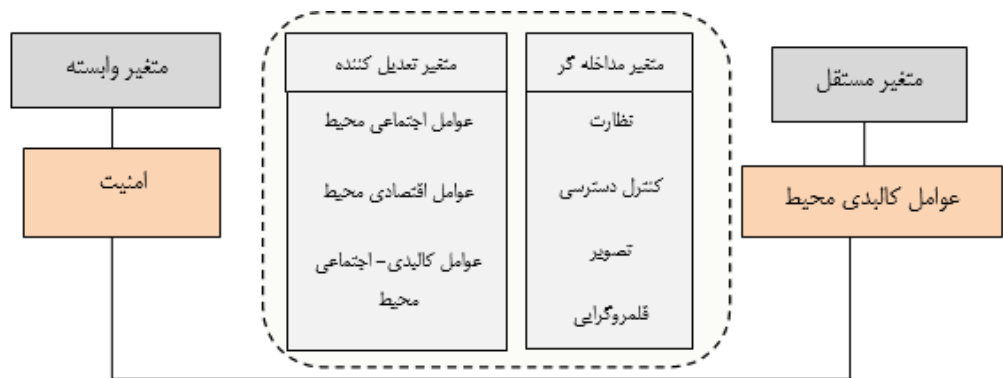 متغیر مستقل
عوامل کالبدی محیط
متغیر مداخله گر
نظارت
کنترل دسترسی
تصویر
قلمروگرایی
متغیر تعدیل کننده
عوامل اجتماعی محیط
عوامل اقتصادی محیط
عوامل کالبدی- اجتماعی
محیط
متغیر وابسته
امنیت